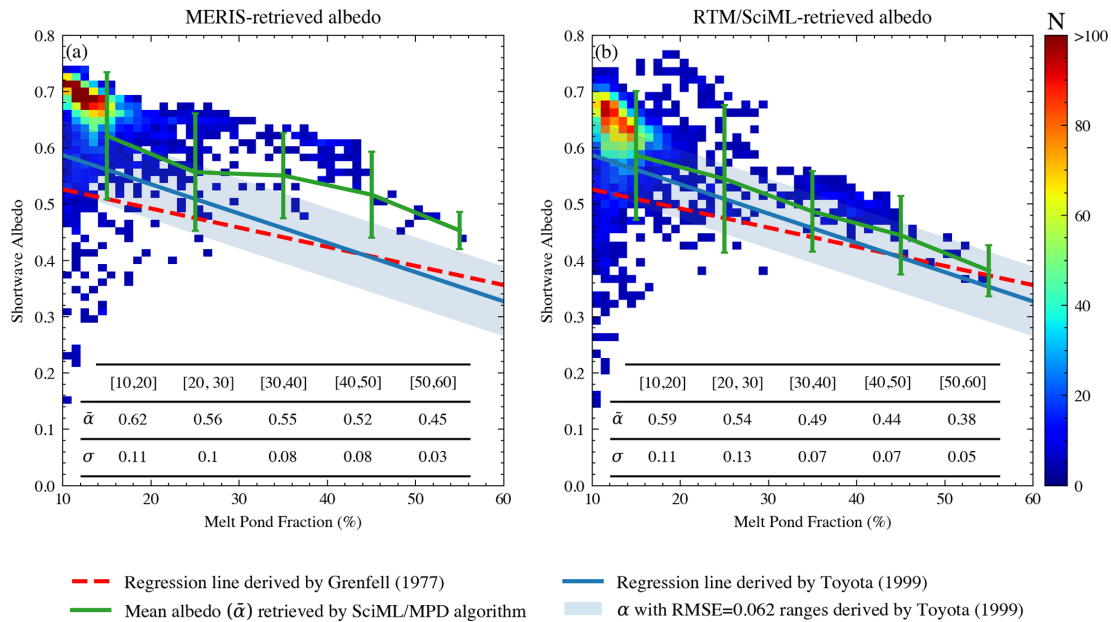 MERIS-retrieved albedo
RTM/SciML-retrieved albedo
N
(a)
(b)
Shortwave Albedo
0.8
0.7
0.6
0.5
0.4
0.3
0.2
0.1
0.0
[10,20] [20, 30] [30,40] [40,50] [50,60]
ᾱ 0.62 0.56 0.55 0.52 0.45
σ 0.11 0.1 0.08 0.08 0.03
10 20 30 40 50 60
Melt Pond Fraction (%)
Shortwave Albedo
0.8
0.7
0.6
0.5
0.4
0.3
0.2
0.1
0.0
[10,20] [20, 30] [30,40] [40,50] [50,60]
ᾱ 0.59 0.54 0.49 0.44 0.38
σ 0.11 0.13 0.07 0.07 0.05
10 20 30 40 50 60
Melt Pond Fraction (%)
>100
80
60
40
20
0
Regression line derived by Grenfell (1977)
Mean albedo (ᾱ) retrieved by SciML/MPD algorithm
Regression line derived by Toyota (1999)
α with RMSE=0.062 ranges derived by Toyota (1999)